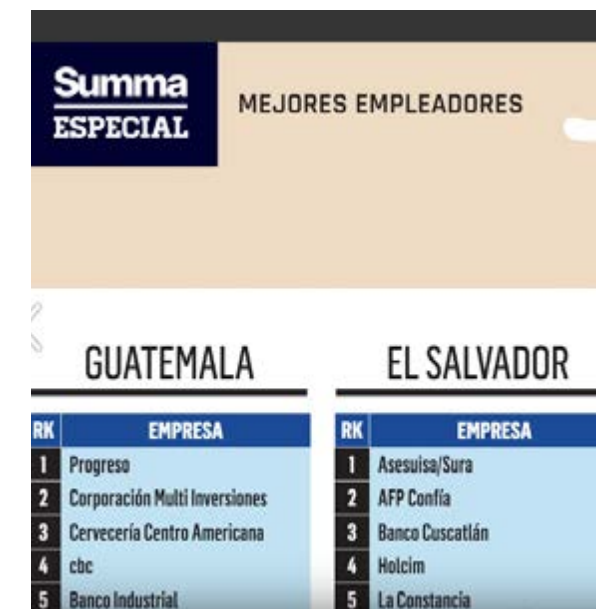 Summa
ESPECIAL
MEJORES EMPLEADORES
GUATEMALA
RK EMPRESA
1 Progreso
2 Corporación Multi Inversiones
3 Cervecería Centro Americana
4 cbc
5 Banco Industrial
EL SALVADOR
RK EMPRESA
1 Asesuisa/Sura
2 AFP Confía
3 Banco Cuscatlán
4 Holcim
5 La Constancia